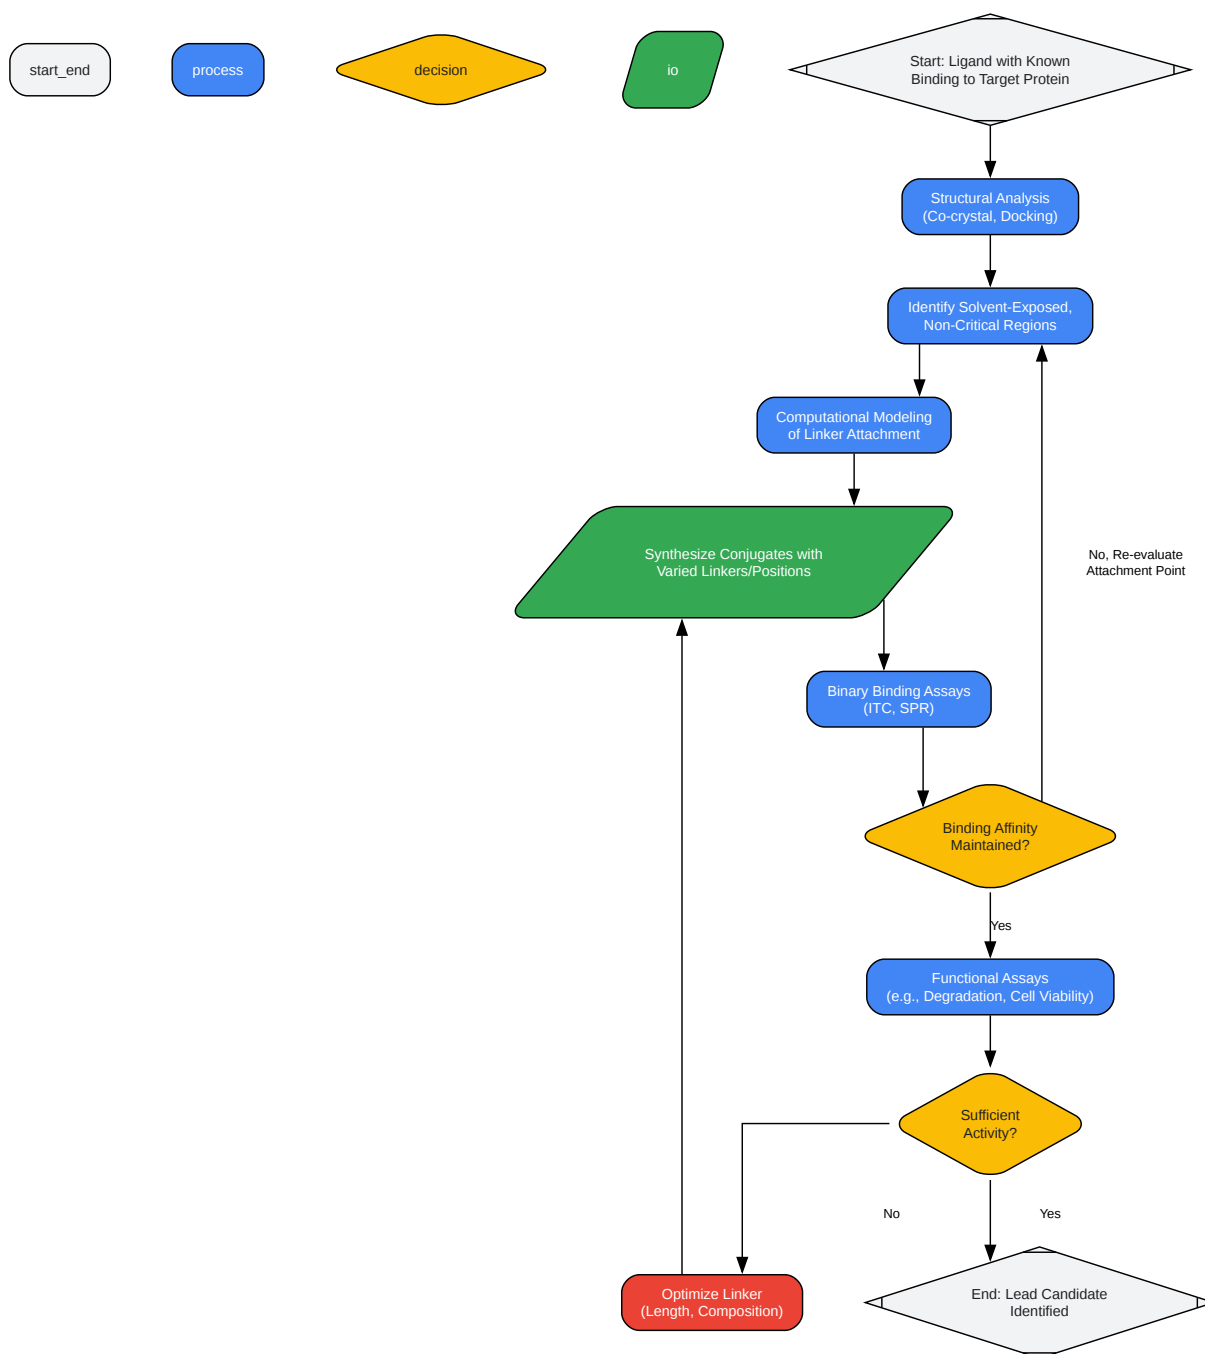 start_end
process
decision
io
Start: Ligand with Known
Binding to Target Protein
Structural Analysis
(Co-crystal, Docking)
Identify Solvent-Exposed,
Non-Critical Regions
Computational Modeling
of Linker Attachment
Synthesize Conjugates with
Varied Linkers/Positions
No, Re-evaluate
Attachment Point
Binary Binding Assays
(ITC, SPR)
Binding Affinity
Maintained?
Yes
Functional Assays
(e.g., Degradation, Cell Viability)
Sufficient
Activity?
No
Yes
Optimize Linker
(Length, Composition)
End: Lead Candidate
Identified